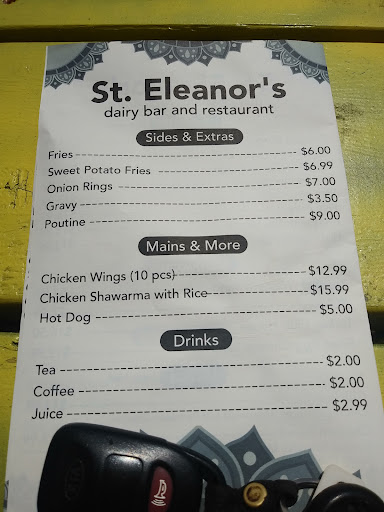 St. Eleanor's
dairy bar and restaurant
Sides & Extras
Fries $6.00
Sweet Potato Fries $6.99
Onion Rings $7.00
Gravy $3.50
Poutine $9.00
Mains & More
Chicken Wings (10 pcs) $12.99
Chicken Shawarma with Rice $15.99
Hot Dog $5.00
Drinks
Tea $2.00
Coffee $2.00
Juice $2.99